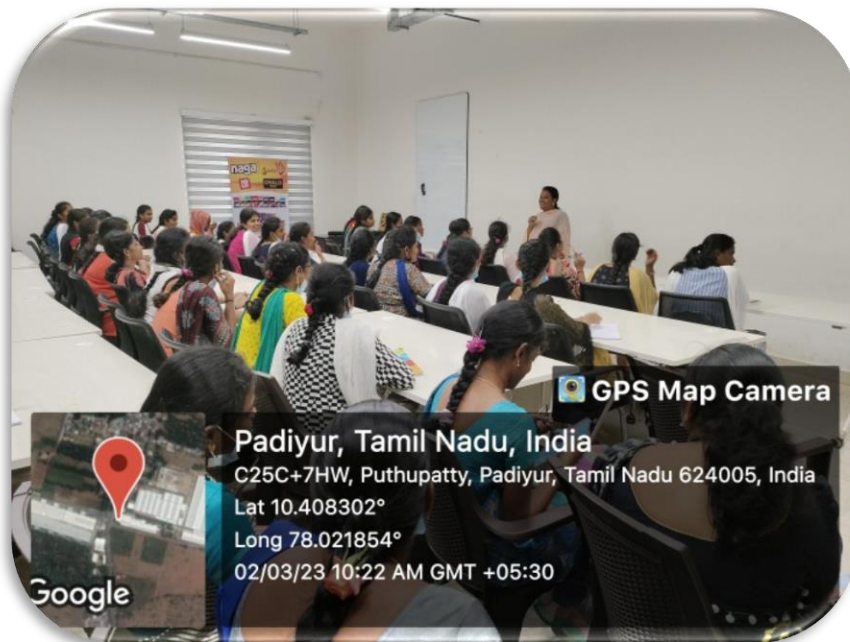 naga
GPS Map Camera
Padiyur, Tamil Nadu, India
C25C+7HW, Puthupatty, Padiyur, Tamil Nadu 624005, India
Lat 10.408302°
Long 78.021854°
02/03/23 10:22 AM GMT +05:30
Google